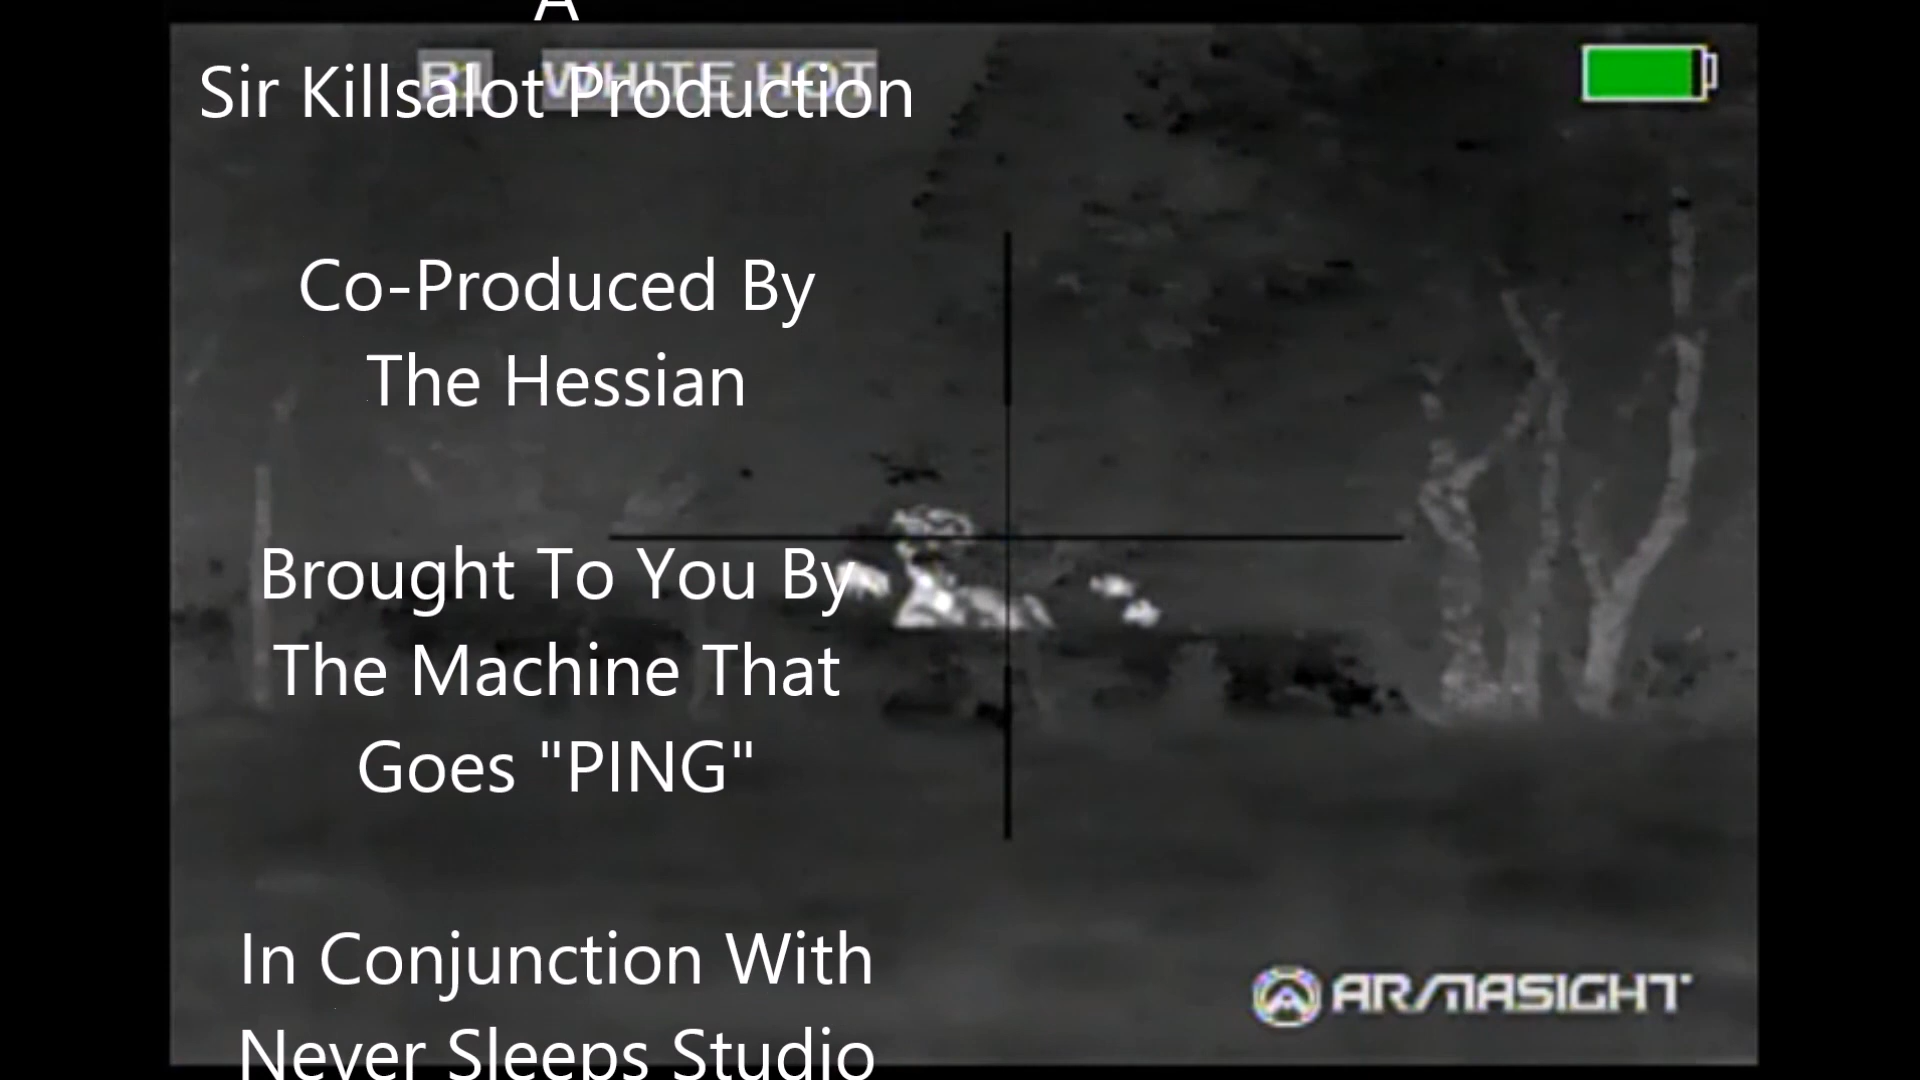 A
R1 WHITE HOT
Sir Killsalot Production
Co-Produced By
The Hessian
Brought To You By
The Machine That
Goes "PING"
In Conjunction With
Never Sleeps Studio
ARMASIGHT